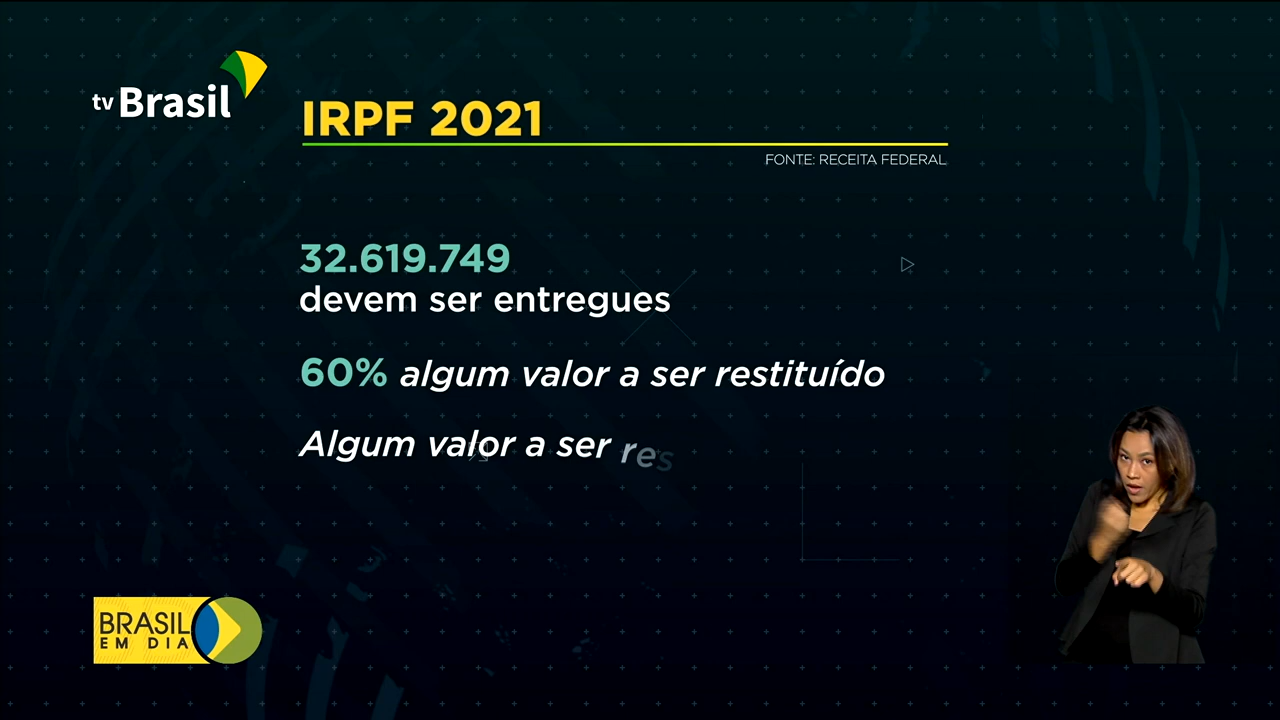 tv Brasil
IRPF 2021
FONTE: RECEITA FEDERAL
32.619.749
devem ser entregues
60% algum valor a ser restituído
Algum valor a ser res
BRASIL
EM DIA